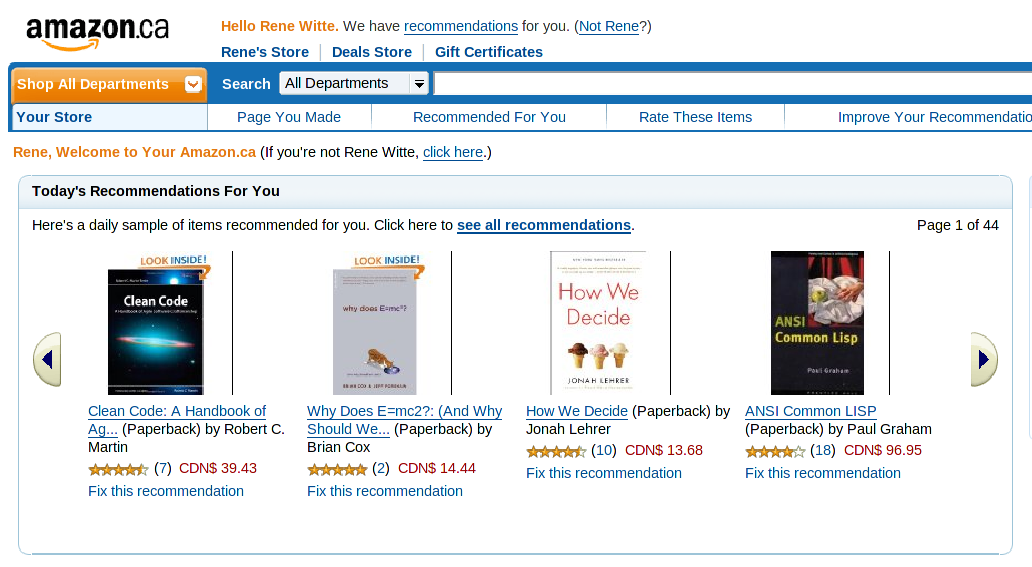 amazon.ca
Hello Rene Witte. We have recommendations for you. (Not Rene?)
Rene's Store Deals Store Gift Certificates
Shop All Departments Search All Departments
Your Store Page You Made Recommended For You Rate These Items Improve Your Recommendatio
Rene, Welcome to Your Amazon.ca (If you're not Rene Witte, click here.)
Today's Recommendations For You
Here's a daily sample of items recommended for you. Click here to see all recommendations. Page 1 of 44
LOOK INSIDE!
Clean Code
A Handbook of Agile Software Craftsmanship
LOOK INSIDE!
why does E=mc²?
BRIAN COX & JEFF FORSHAW
How We
Decide
JONAH LEHRER
ANSI
Common Lisp
Paul Graham
Clean Code: A Handbook of
Ag... (Paperback) by Robert C.
Martin
(7) CDN$ 39.43
Fix this recommendation
Why Does E=mc2?: (And Why
Should We... (Paperback) by
Brian Cox
(2) CDN$ 14.44
Fix this recommendation
How We Decide (Paperback) by
Jonah Lehrer
(10) CDN$ 13.68
Fix this recommendation
ANSI Common LISP
(Paperback) by Paul Graham
(18) CDN$ 96.95
Fix this recommendation